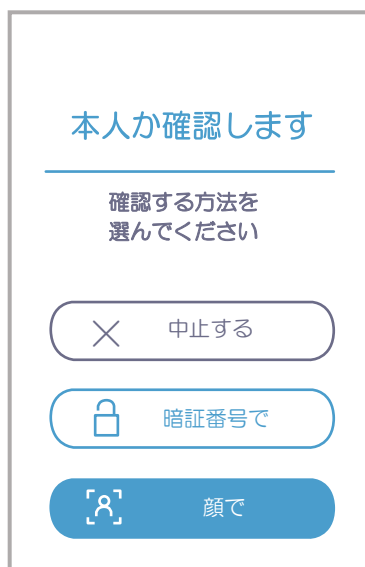 本人か確認します
確認する方法を
選んでください
中止する
暗証番号で
顔で